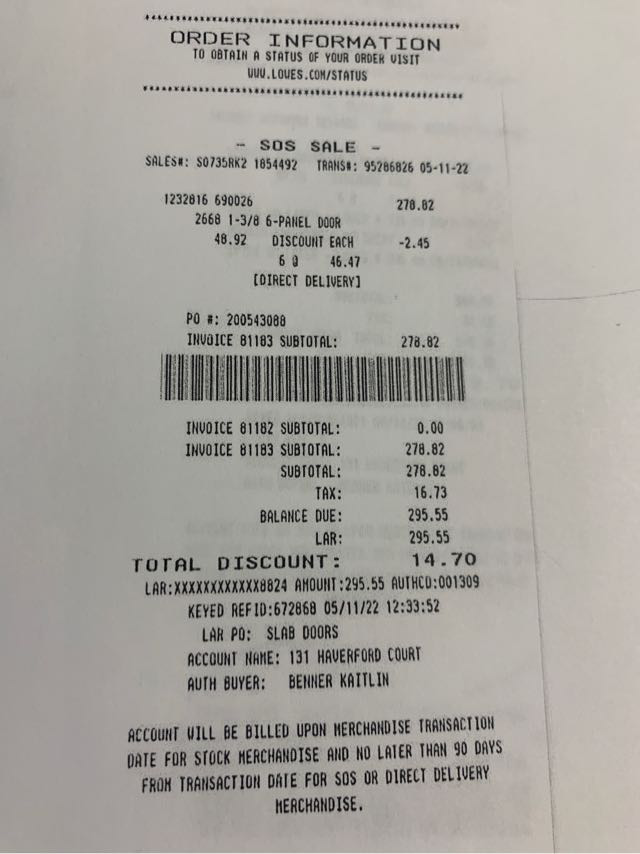 ORDER INFORMATION
TO OBTAIN A STATUS OF YOUR ORDER VISIT
WWW.LOWES.COM/STATUS
- SOS SALE -
SALES#: S0735RK2 1854492 TRANS#: 95286826 05-11-22
1232816 690026 278.82
2668 1-3/8 6-PANEL DOOR
48.92 DISCOUNT EACH -2.45
6 @ 46.47
[DIRECT DELIVERY]
PO #: 200543088
INVOICE 81183 SUBTOTAL: 278.82
INVOICE 81182 SUBTOTAL: 0.00
INVOICE 81183 SUBTOTAL: 278.82
SUBTOTAL: 278.82
TAX: 16.73
BALANCE DUE: 295.55
LAR: 295.55
TOTAL DISCOUNT: 14.70
LAR:XXXXXXXXXXXX8824 AMOUNT:295.55 AUTHCD:001309
KEYED REFID:672868 05/11/22 12:33:52
LAR PO: SLAB DOORS
ACCOUNT NAME: 131 HAVERFORD COURT
AUTH BUYER: BENNER KAITLIN
ACCOUNT WILL BE BILLED UPON MERCHANDISE TRANSACTION
DATE FOR STOCK MERCHANDISE AND NO LATER THAN 90 DAYS
FROM TRANSACTION DATE FOR SOS OR DIRECT DELIVERY
MERCHANDISE.